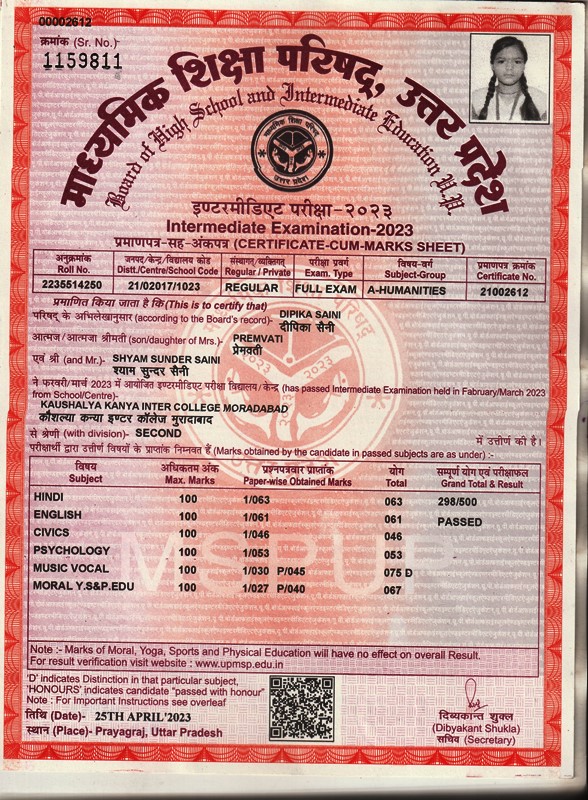 00002612
क्रमांक (Sr. No.)
1159811
माध्यमिक शिक्षा परिषद्, उत्तर प्रदेश
Board of High School and Intermediate Education U.P.
इण्टरमीडिएट परीक्षा-२०२३
Intermediate Examination-2023
प्रमाणपत्र-सह-अंकपत्र (CERTIFICATE-CUM-MARKS SHEET)
अनुक्रमांक जनपद/केन्द्र/विद्यालय कोड संस्थागत/व्यक्तिगत परीक्षा प्रवर्ग विषय-वर्ग प्रमाणपत्र क्रमांक
Roll No. Distt./Centre/School Code Regular / Private Exam. Type Subject-Group Certificate No.
2235514250 21/02017/1023 REGULAR FULL EXAM A-HUMANITIES 21002612
प्रमाणित किया जाता है कि (This is to certify that)
परिषद् के अभिलेखानुसार (according to the Board's record)- DIPIKA SAINI
दीपिका सैनी
आत्मज/आत्मजा श्रीमती (son/daughter of Mrs.)- PREMVATI
प्रेमवती
एवं श्री (and Mr.)- SHYAM SUNDER SAINI
श्याम सुन्दर सैनी
ने फरवरी/मार्च 2023 में आयोजित इण्टरमीडिएट परीक्षा विद्यालय/केन्द्र (has passed Intermediate Examination held in Fabruary/March 2023
from School/Centre)-
KAUSHALYA KANYA INTER COLLEGE MORADABAD
कौशल्या कन्या इण्टर कॉलेज मुरादाबाद
से श्रेणी (with division)- SECOND में उत्तीर्ण की है।
परीक्षार्थी द्वारा उत्तीर्ण विषयों के प्राप्तांक निम्नवत हैं (Marks obtained by the candidate in passed subjects are as under) :-
विषय अधिकतम अंक प्रश्नपत्रवार प्राप्तांक योग सम्पूर्ण योग एवं परीक्षाफल
Subject Max. Marks Paper-wise Obtained Marks Total Grand Total & Result
HINDI 100 1/063 063 298/500
ENGLISH 100 1/061 061 PASSED
CIVICS 100 1/046 046
PSYCHOLOGY 100 1/053 053
MUSIC VOCAL 100 1/030 P/045 075 D
MORAL Y.S&P.EDU 100 1/027 P/040 067
MSPUP
Note :- Marks of Moral, Yoga, Sports and Physical Education will have no effect on overall Result.
For result verification visit website : www.upmsp.edu.in
'D' indicates Distinction in that particular subject,
'HONOURS' indicates candidate "passed with honour"
Note : For Important Instructions see overleaf
तिथि (Date)- 25TH APRIL'2023
स्थान (Place)- Prayagraj, Uttar Pradesh
दिव्यकान्त शुक्ल
(Dibyakant Shukla)
सचिव (Secretary)